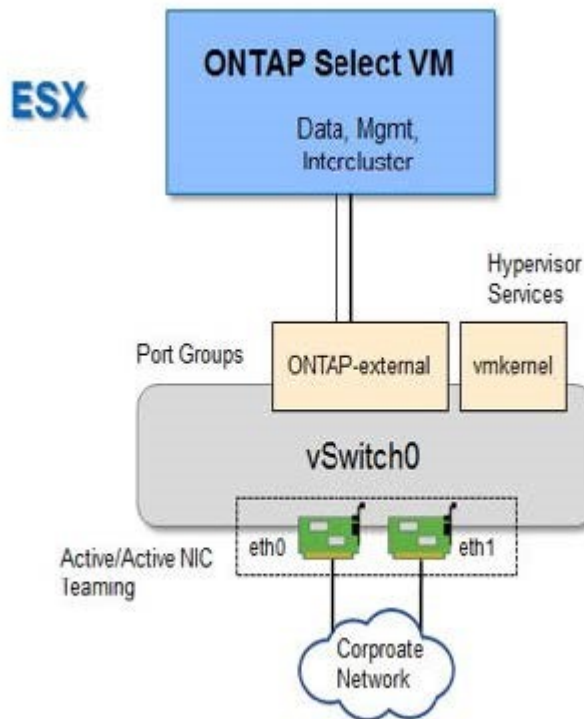 ONTAP Select VM
ESX
Data, Mgmt,
Intercluster
Hypervisor
Services
Port Groups
ONTAP-external
vmkernel
vSwitch0
eth0
eth1
Active/Active NIC
Teaming
Corproate
Network